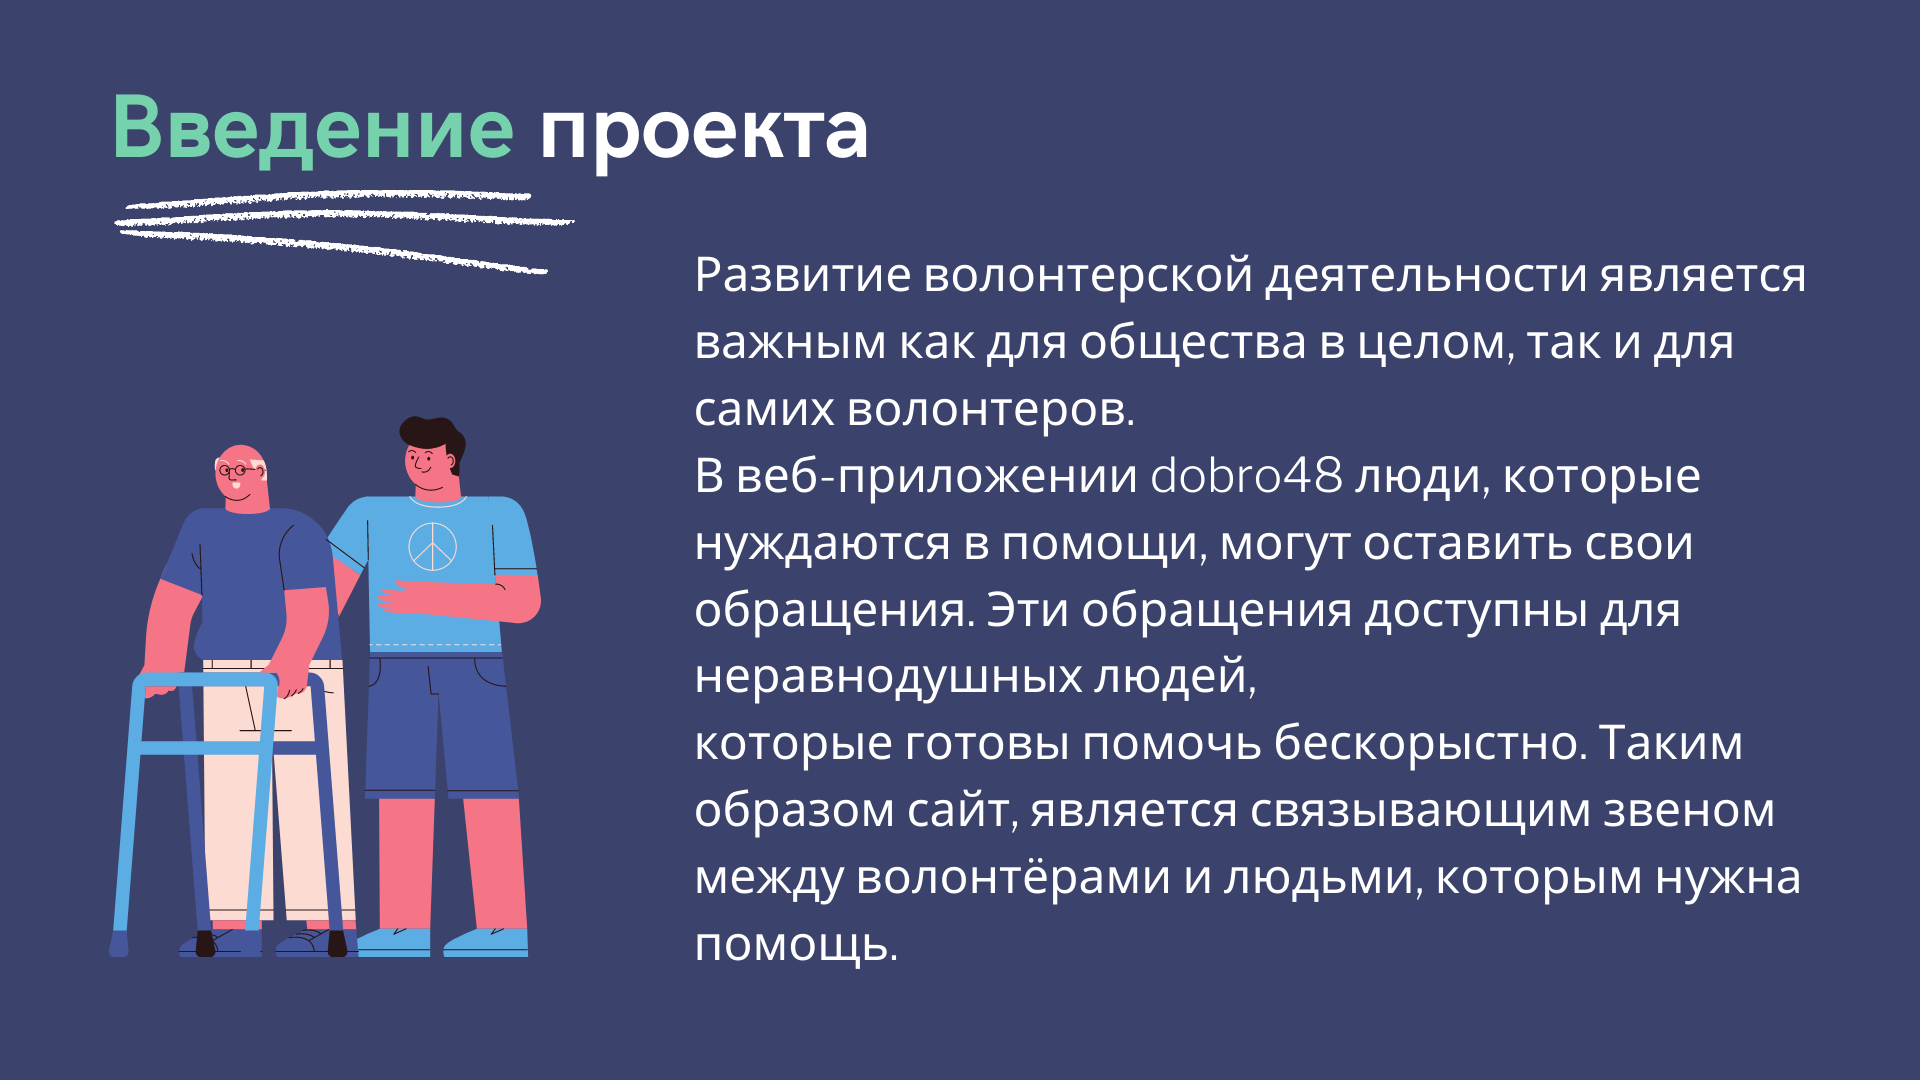 Введение проекта
Развитие волонтерской деятельности является
важным как для общества в целом, так и для
самих волонтеров.
В веб-приложении dobro48 люди, которые
нуждаются в помощи, могут оставить свои
обращения. Эти обращения доступны для
неравнодушных людей,
которые готовы помочь бескорыстно. Таким
образом сайт, является связывающим звеном
между волонтёрами и людьми, которым нужна
помощь.